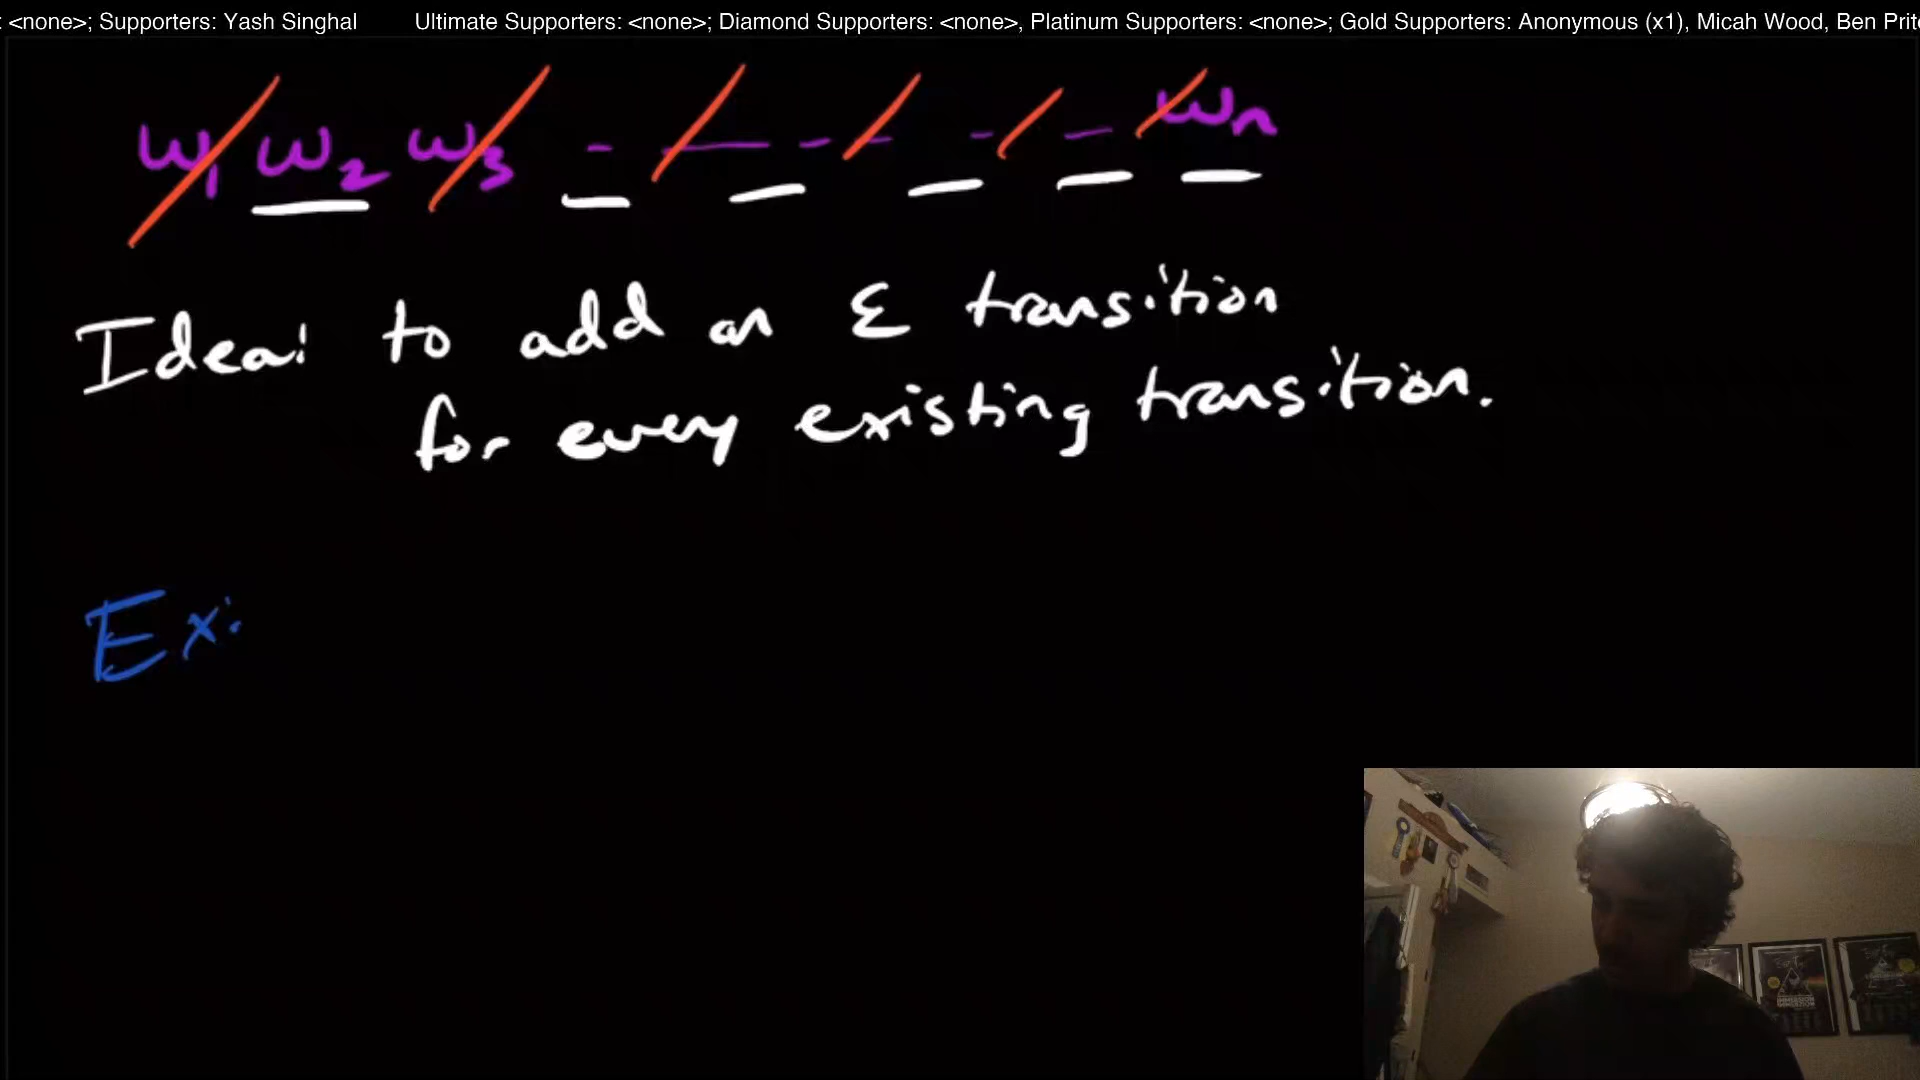 : <none>; Supporters: Yash Singhal Ultimate Supporters: <none>; Diamond Supporters: <none>, Platinum Supporters: <none>; Gold Supporters: Anonymous (x1), Micah Wood, Ben Prit
w1 w2 w3 - — - - - - wn
Idea: to add an ε transition
for every existing transition.
Ex: